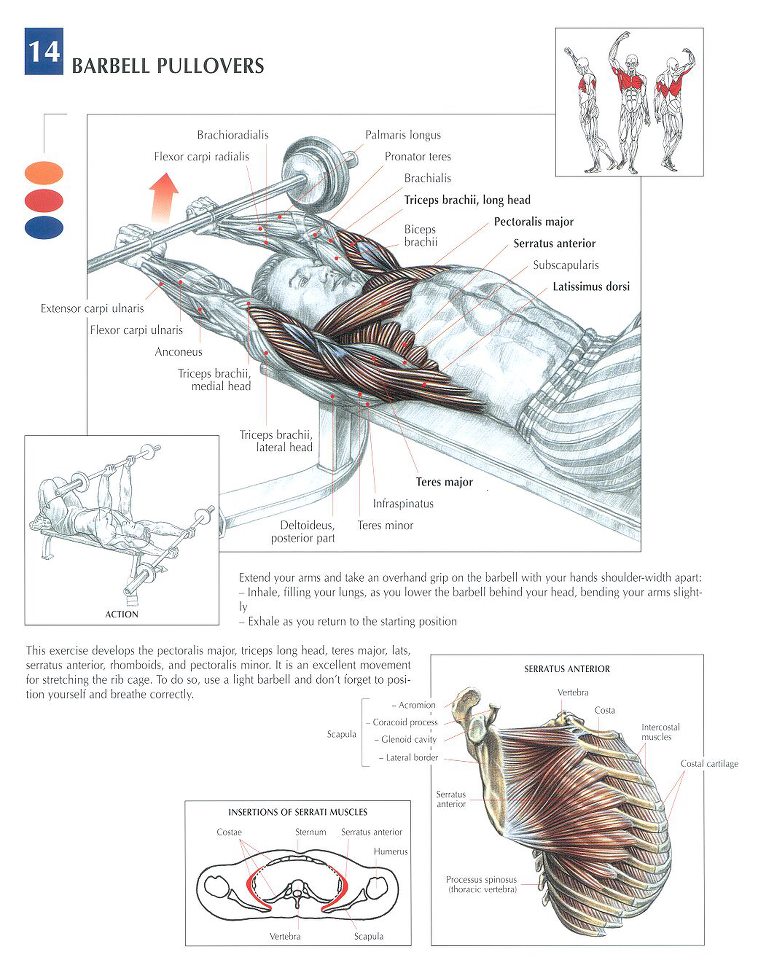 14
BARBELL PULLOVERS
Brachioradialis
Palmaris longus
Flexor carpi radialis
Pronator teres
Brachialis
Triceps brachii, long head
Pectoralis major
Biceps
brachii
Serratus anterior
Subscapularis
Latissimus dorsi
Extensor carpi ulnaris
Flexor carpi ulnaris
Anconeus
Triceps brachii,
medial head
Triceps brachii,
lateral head
Teres major
Infraspinatus
Deltoideus,
posterior part
Teres minor
ACTION
Extend your arms and take an overhand grip on the barbell with your hands shoulder-width apart:
– Inhale, filling your lungs, as you lower the barbell behind your head, bending your arms slight-
ly
– Exhale as you return to the starting position
This exercise develops the pectoralis major, triceps long head, teres major, lats,
serratus anterior, rhomboids, and pectoralis minor. It is an excellent movement
for stretching the rib cage. To do so, use a light barbell and don't forget to posi-
tion yourself and breathe correctly.
SERRATUS ANTERIOR
Vertebra
Costa
Intercostal
muscles
Costal cartilage
Scapula
– Acromion
– Coracoid process
– Glenoid cavity
– Lateral border
Serratus
anterior
Processus spinosus
(thoracic vertebra)
INSERTIONS OF SERRATI MUSCLES
Costae
Sternum
Serratus anterior
Humerus
Vertebra
Scapula